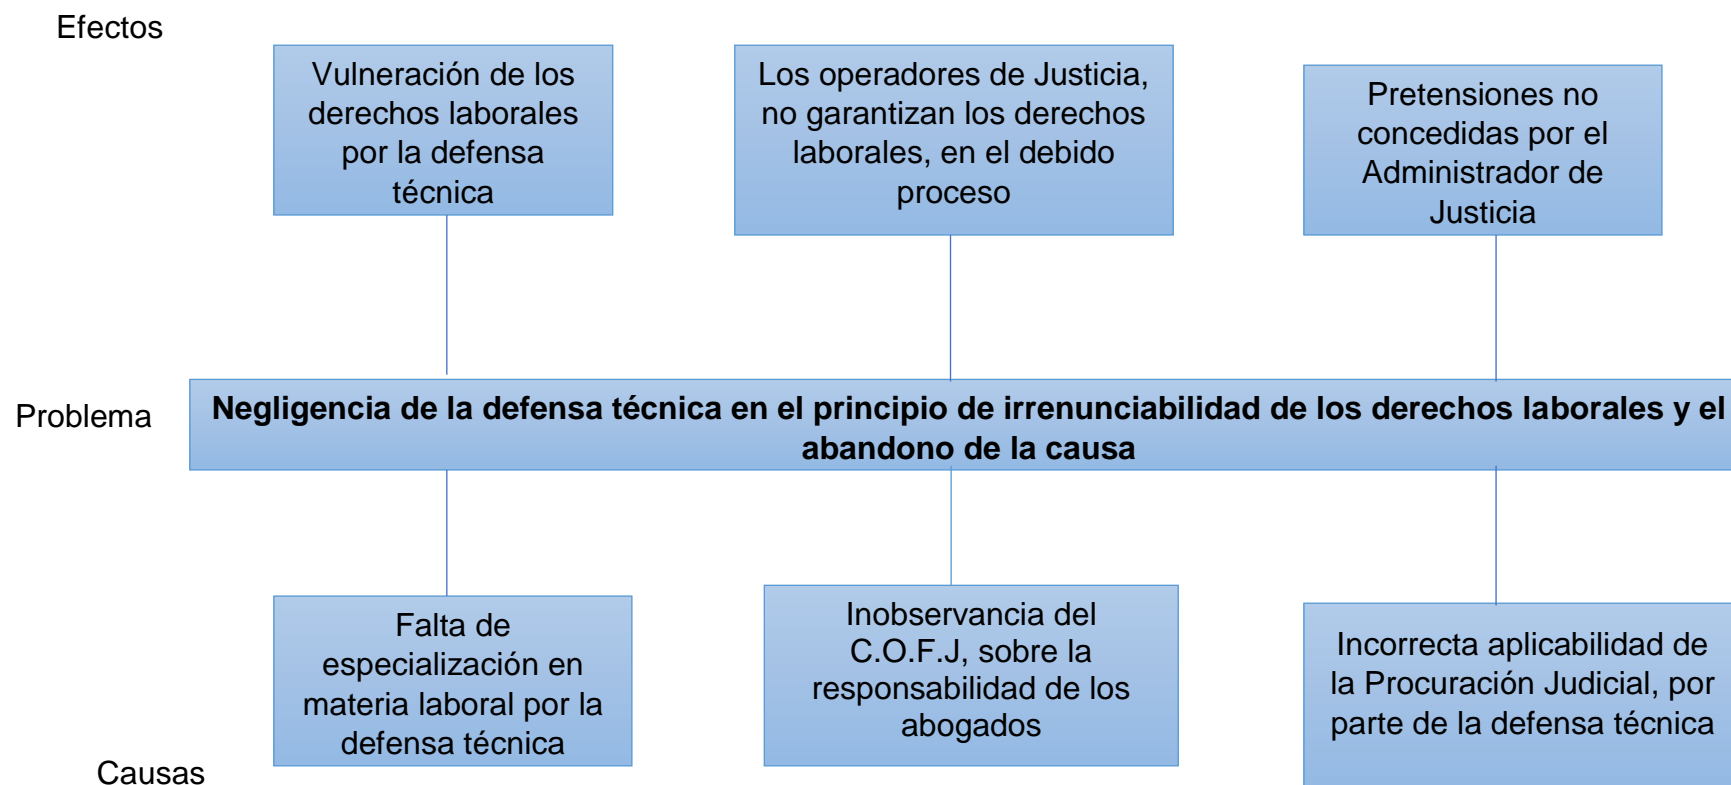 Efectos
Vulneración de los
derechos laborales
por la defensa
técnica
Los operadores de Justicia,
no garantizan los derechos
laborales, en el debido
proceso
Pretensiones no
concedidas por el
Administrador de
Justicia
Problema
Negligencia de la defensa técnica en el principio de irrenunciabilidad de los derechos laborales y el
abandono de la causa
Falta de
especialización en
materia laboral por la
defensa técnica
Inobservancia del
C.O.F.J, sobre la
responsabilidad de los
abogados
Incorrecta aplicabilidad de
la Procuración Judicial, por
parte de la defensa técnica
Causas